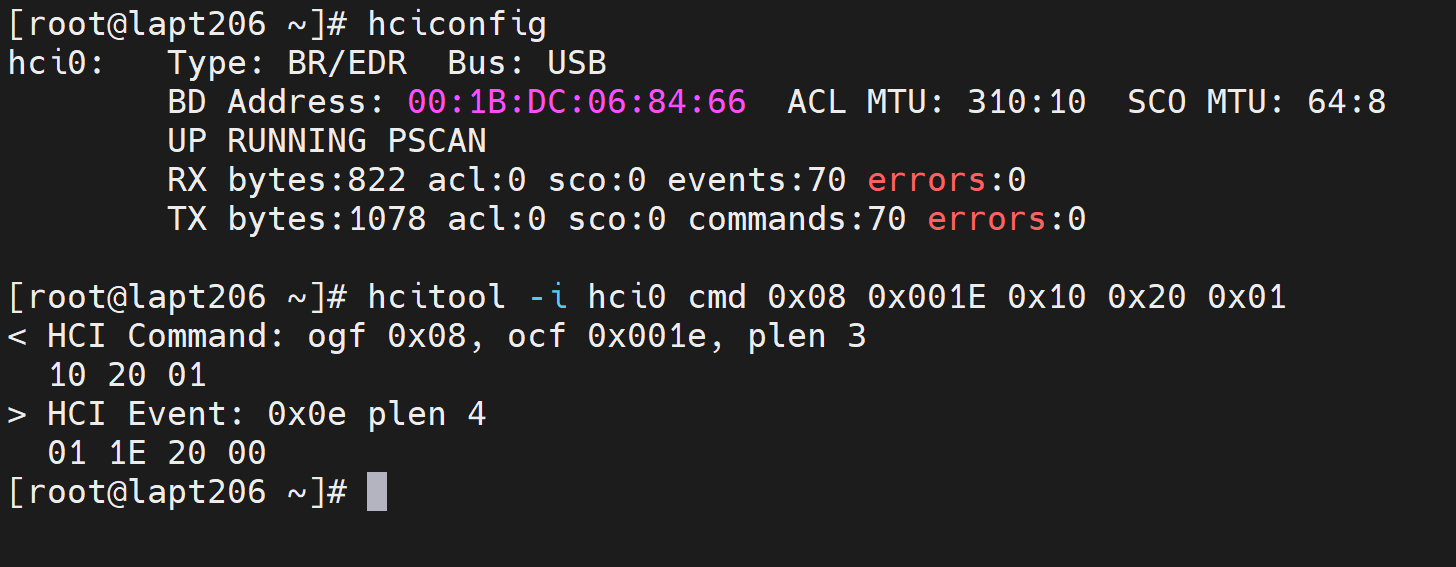 [root@lapt206 ~]# hciconfig
hci0:   Type: BR/EDR  Bus: USB
        BD Address: 00:1B:DC:06:84:66  ACL MTU: 310:10  SCO MTU: 64:8
        UP RUNNING PSCAN
        RX bytes:822 acl:0 sco:0 events:70 errors:0
        TX bytes:1078 acl:0 sco:0 commands:70 errors:0

[root@lapt206 ~]# hcitool -i hci0 cmd 0x08 0x001E 0x10 0x20 0x01
< HCI Command: ogf 0x08, ocf 0x001e, plen 3
  10 20 01
> HCI Event: 0x0e plen 4
  01 1E 20 00
[root@lapt206 ~]#